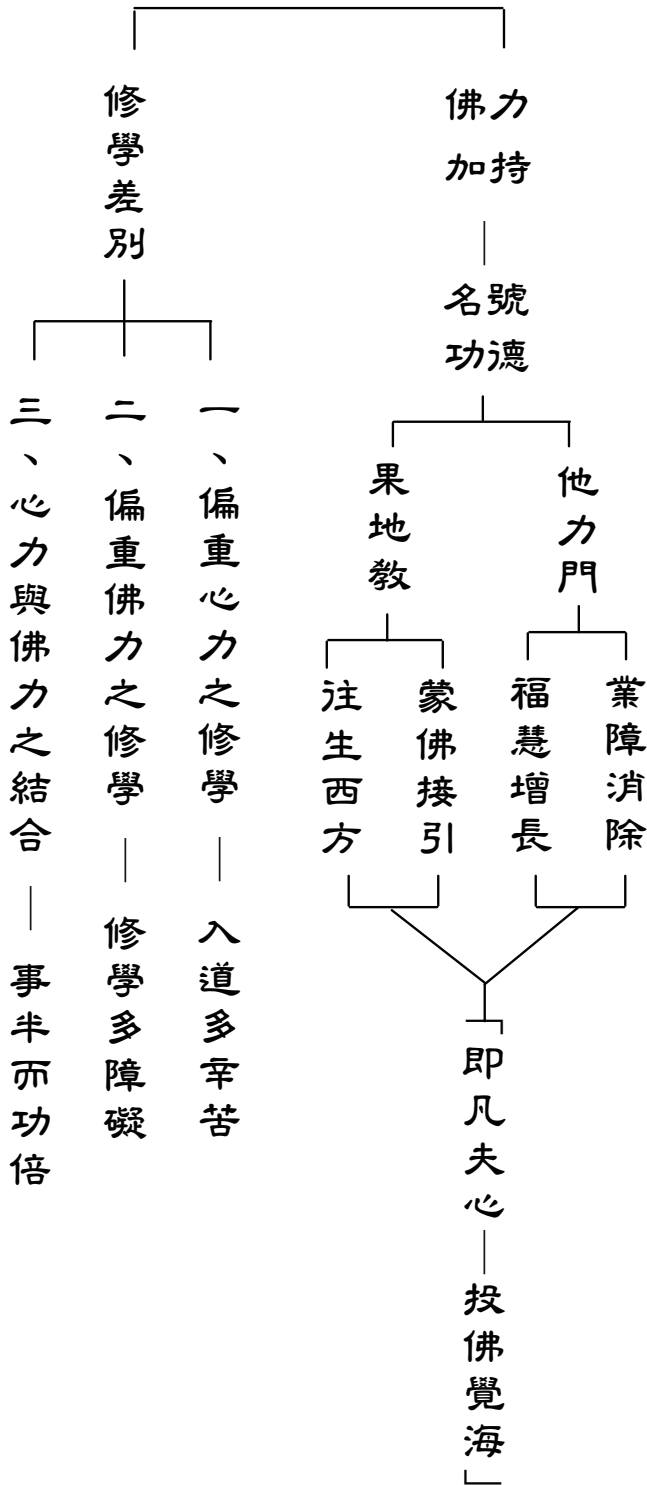 佛力
加持
名號
功德
他力門
業障消除
福慧增長
果地教
蒙佛接引
往生西方
「即凡夫心
投佛覺海」
修學差別
一、偏重心力之修學
入道多辛苦
二、偏重佛力之修學
修學多障礙
三、心力與佛力之結合
事半而功倍